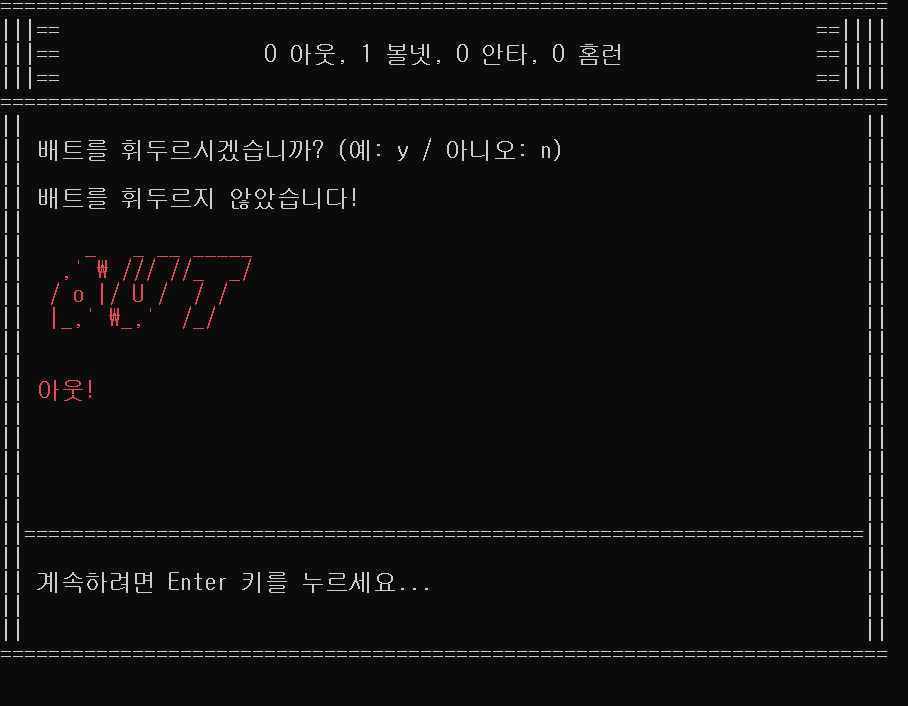 0 아웃, 1 볼넷, 0 안타, 0 홈런
배트를 휘두르시겠습니까? (예: y / 아니오: n)
배트를 휘두르지 않았습니다!
OUT
아웃!
계속하려면 Enter 키를 누르세요...